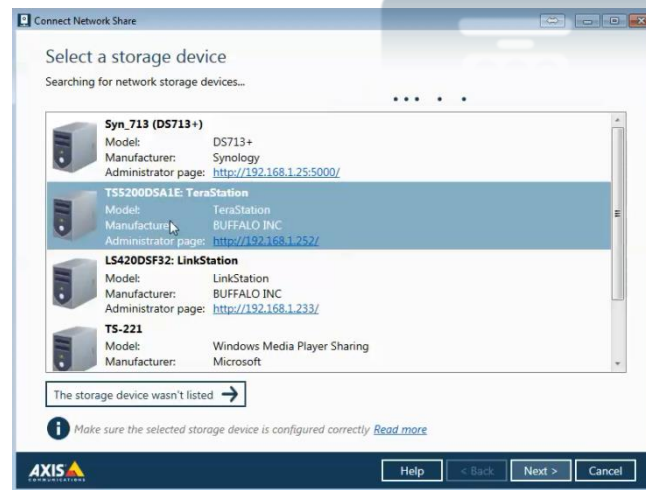 Connect Network Share
Select a storage device
Searching for network storage devices...
Syn_713 (DS713+)
Model: DS713+
Manufacturer: Synology
Administrator page: http://192.168.1.25:5000/
TS5200DSA1E: TeraStation
Model: TeraStation
Manufacturer: BUFFALO INC
Administrator page: http://192.168.1.252/
LS420DSF32: LinkStation
Model: LinkStation
Manufacturer: BUFFALO INC
Administrator page: http://192.168.1.233/
TS-221
Model: Windows Media Player Sharing
Manufacturer: Microsoft
The storage device wasn't listed
Make sure the selected storage device is configured correctly Read more
AXIS
COMMUNICATIONS
Help < Back Next > Cancel